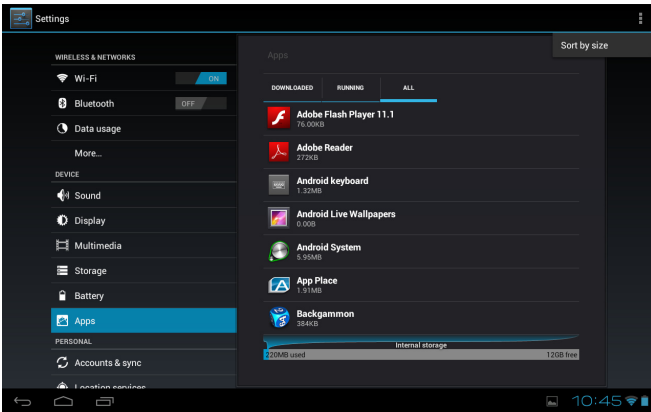 Settings
Sort by size
WIRELESS & NETWORKS
Wi-Fi
ON
Bluetooth
OFF
Data usage
More...
DEVICE
Sound
Display
Multimedia
Storage
Battery
Apps
PERSONAL
Accounts & sync
Location services
Apps
DOWNLOADED RUNNING ALL
Adobe Flash Player 11.1
76.00KB
Adobe Reader
272KB
Android keyboard
1.32MB
Android Live Wallpapers
0.00B
Android System
5.95MB
App Place
1.91MB
Backgammon
384KB
Internal storage
220MB used 12GB free
10:45